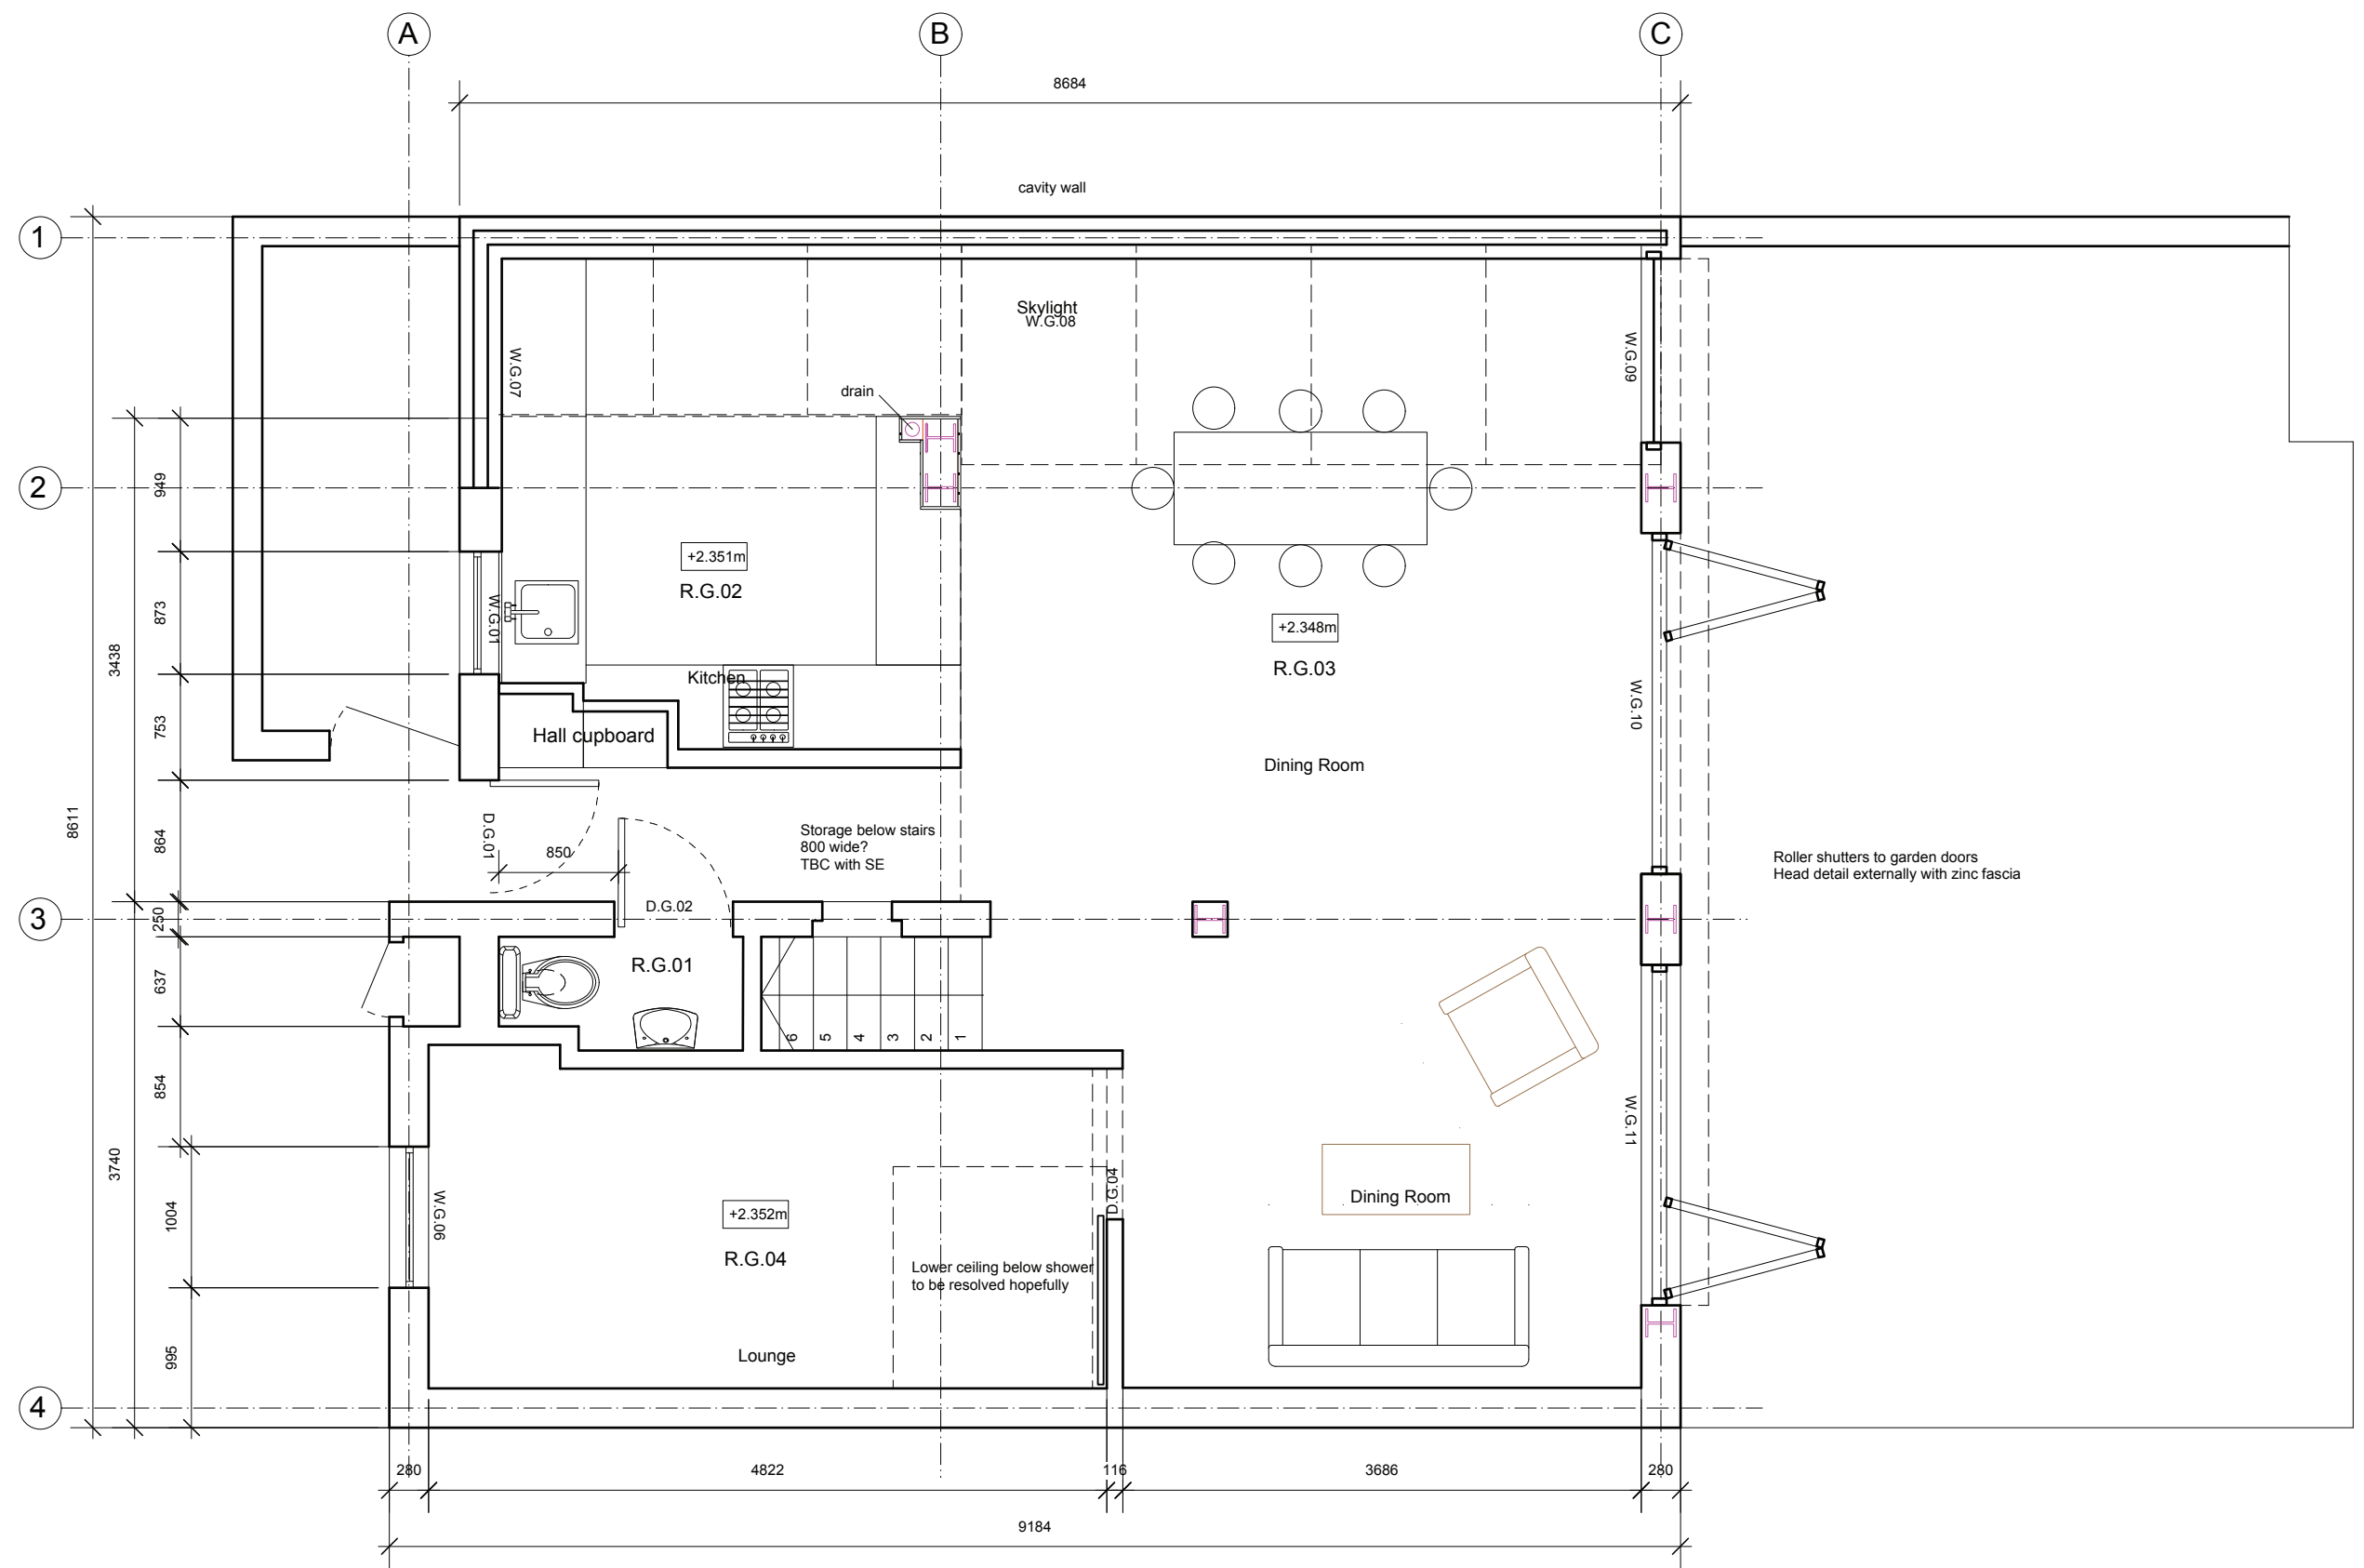 A
B
C
8684
cavity wall
1
Skylight
W.G.08
W.G.07
W.G.09
drain
2
949
+2.351m
R.G.02
873
W.G.01
+2.348m
R.G.03
3438
Kitchen
W.G.10
753
Hall cupboard
Dining Room
8611
864
D.G.01
850
Storage below stairs
800 wide?
TBC with SE
Roller shutters to garden doors
Head detail externally with zinc fascia
3
250
D.G.02
637
R.G.01
6
5
4
3
2
1
854
W.G.11
3740
1004
W.G.06
+2.352m
D.G.04
Dining Room
R.G.04
Lower ceiling below shower
to be resolved hopefully
995
Lounge
4
280
4822
116
3686
280
9184